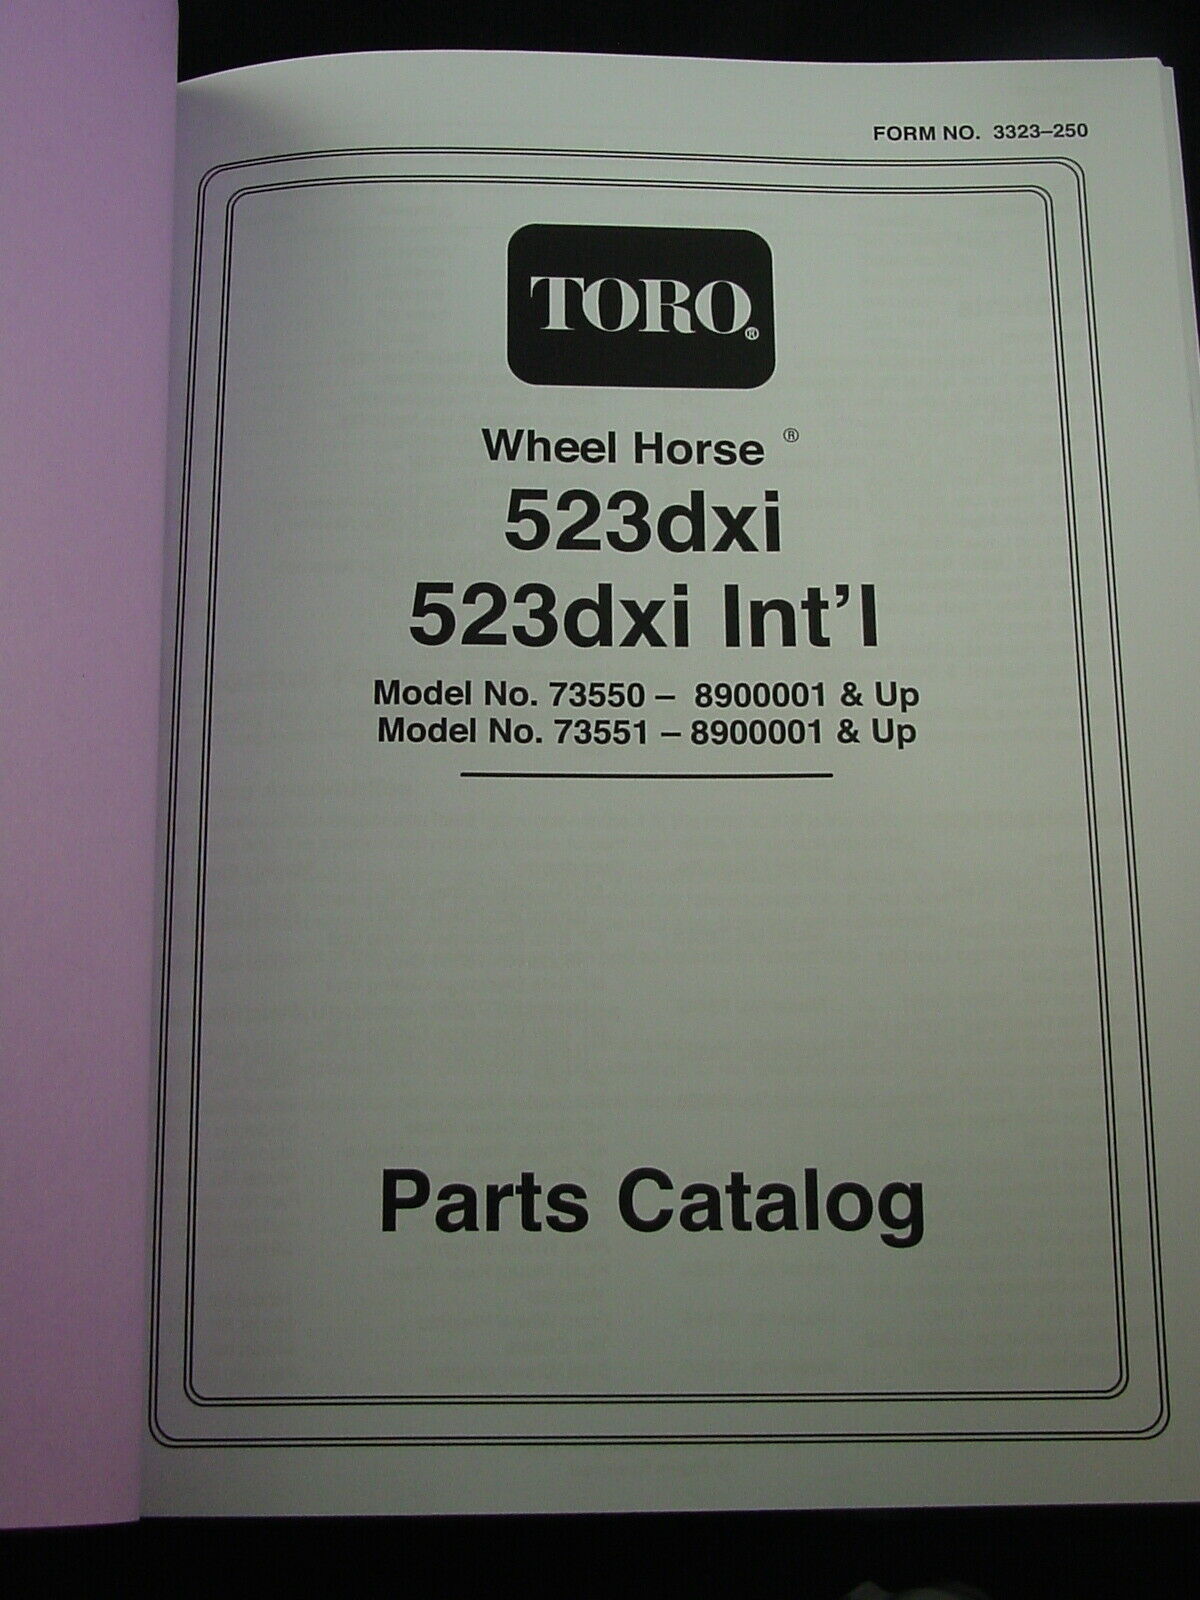 FORM NO. 3323–250
TORO®
Wheel Horse ®
523dxi
523dxi Int'l
Model No. 73550 – 8900001 & Up
Model No. 73551 – 8900001 & Up
Parts Catalog